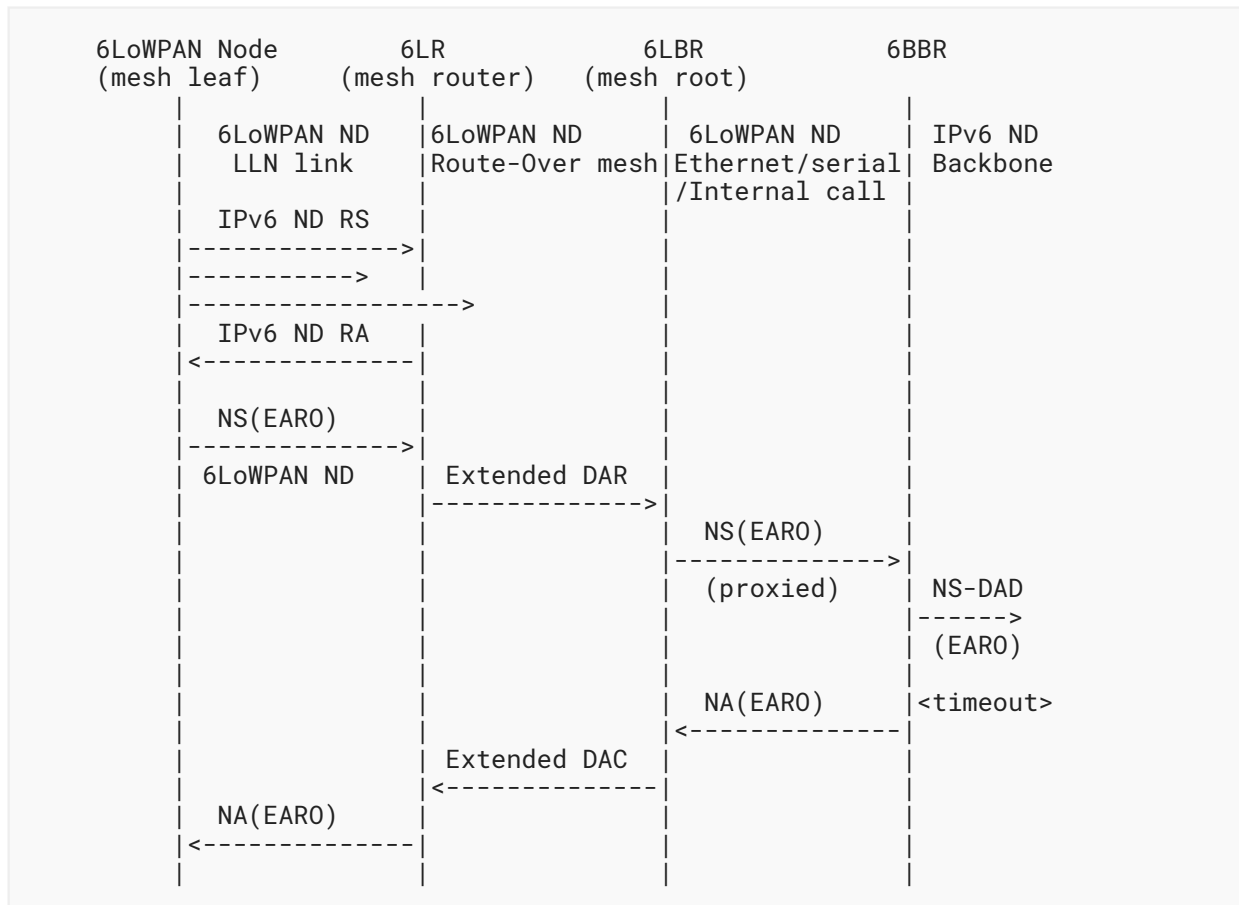 6LoWPAN Node 6LR 6LBR 6BBR
(mesh leaf) (mesh router) (mesh root)
6LoWPAN ND 6LoWPAN ND 6LoWPAN ND IPv6 ND
LLN link Route-Over mesh Ethernet/serial Backbone
/Internal call
IPv6 ND RS
IPv6 ND RA
NS(EARO)
6LoWPAN ND Extended DAR
NS(EARO)
(proxied) NS-DAD
(EARO)
NA(EARO) <timeout>
Extended DAC
NA(EARO)